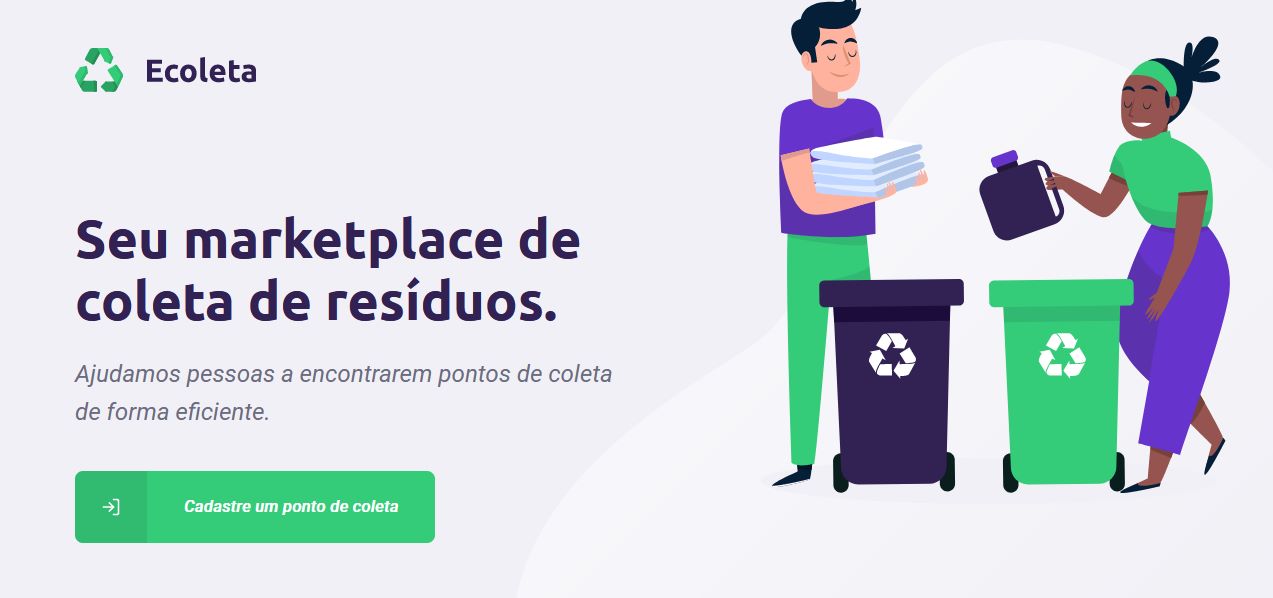 Ecoleta
Seu marketplace de
coleta de resíduos.
Ajudamos pessoas a encontrarem pontos de coleta
de forma eficiente.
Cadastre um ponto de coleta